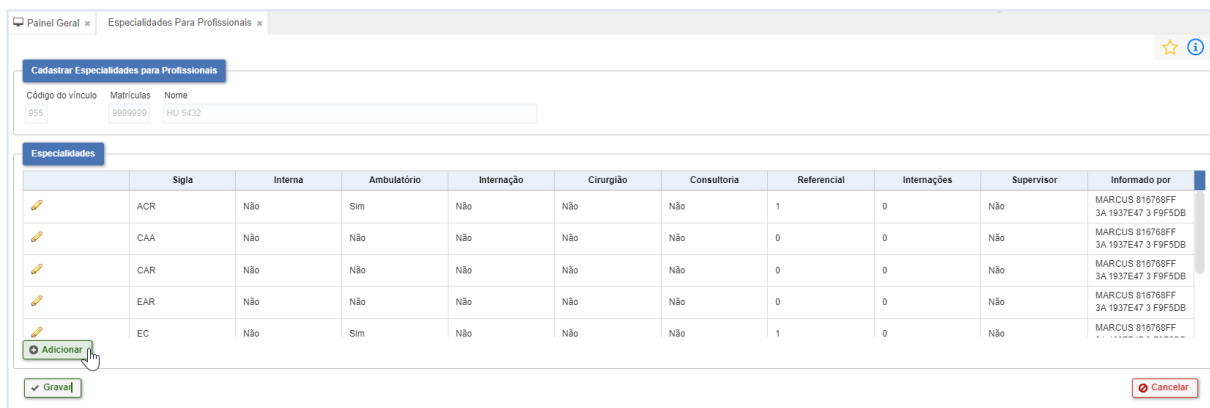 Painel Geral × Especialidades Para Profissionais ×
Cadastrar Especialidades para Profissionais
Código do vínculo Matrículas Nome
955 9999999 HU 5432
Especialidades
Sigla Interna Ambulatório Internação Cirurgião Consultoria Referencial Internações Supervisor Informado por
ACR Não Sim Não Não Não 1 0 Não MARCUS 816768FF
3A 1937E47 3 F9F5DB
CAA Não Não Não Não Não 0 0 Não MARCUS 816768FF
3A 1937E47 3 F9F5DB
CAR Não Não Não Não Não 0 0 Não MARCUS 816768FF
3A 1937E47 3 F9F5DB
EAR Não Não Não Não Não 0 0 Não MARCUS 816768FF
3A 1937E47 3 F9F5DB
EC Não Sim Não Não Não 1 0 Não MARCUS 816768FF
Adicionar
Gravar Cancelar